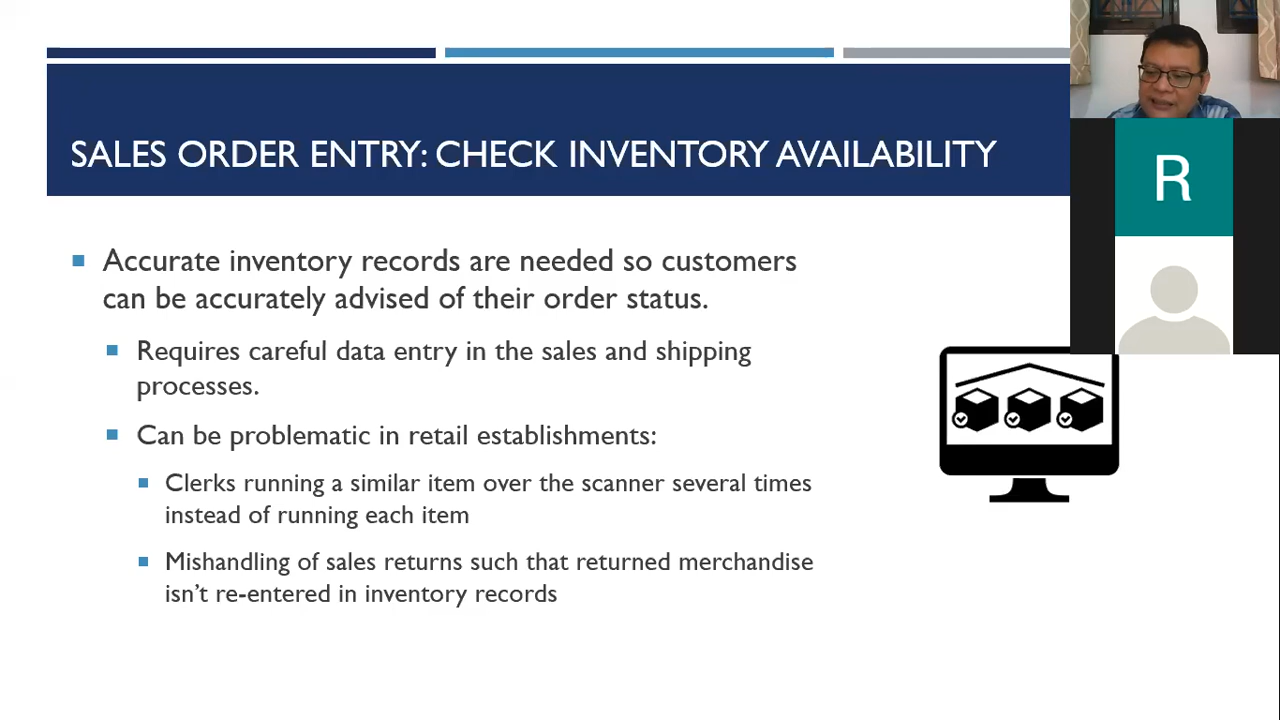 SALES ORDER ENTRY: CHECK INVENTORY AVAILABILITY
R
Accurate inventory records are needed so customers
can be accurately advised of their order status.
Requires careful data entry in the sales and shipping
processes.
Can be problematic in retail establishments:
Clerks running a similar item over the scanner several times
instead of running each item
Mishandling of sales returns such that returned merchandise
isn't re-entered in inventory records